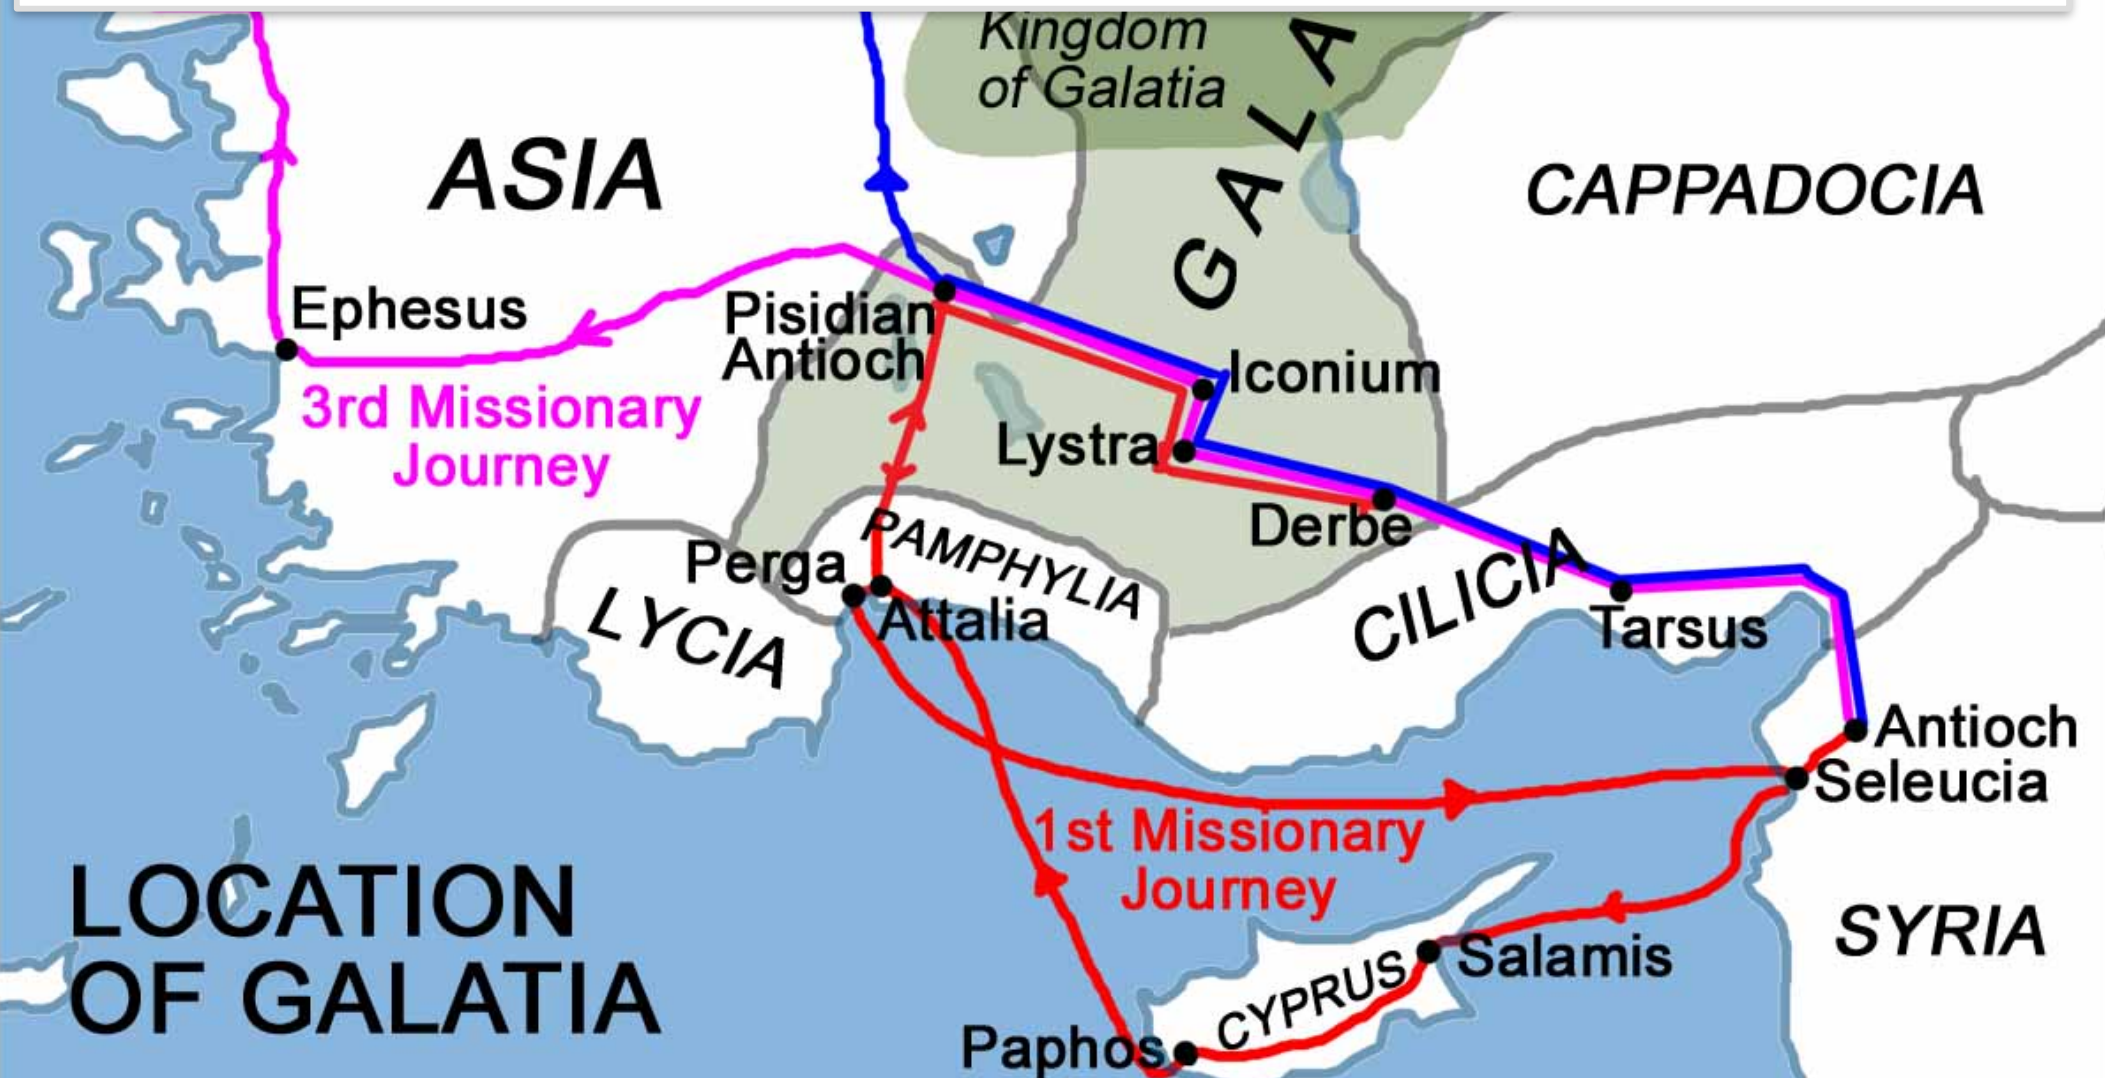 Kingdom
of Galatia
GALA
ASIA
CAPPADOCIA
Ephesus
Pisidian
Antioch
Iconium
3rd Missionary
Journey
Lystra
Derbe
PAMPHYLIA
Perga
CILICIA
LYCIA
Attalia
Tarsus
Antioch
Seleucia
1st Missionary
Journey
LOCATION
OF GALATIA
SYRIA
Salamis
CYPRUS
Paphos